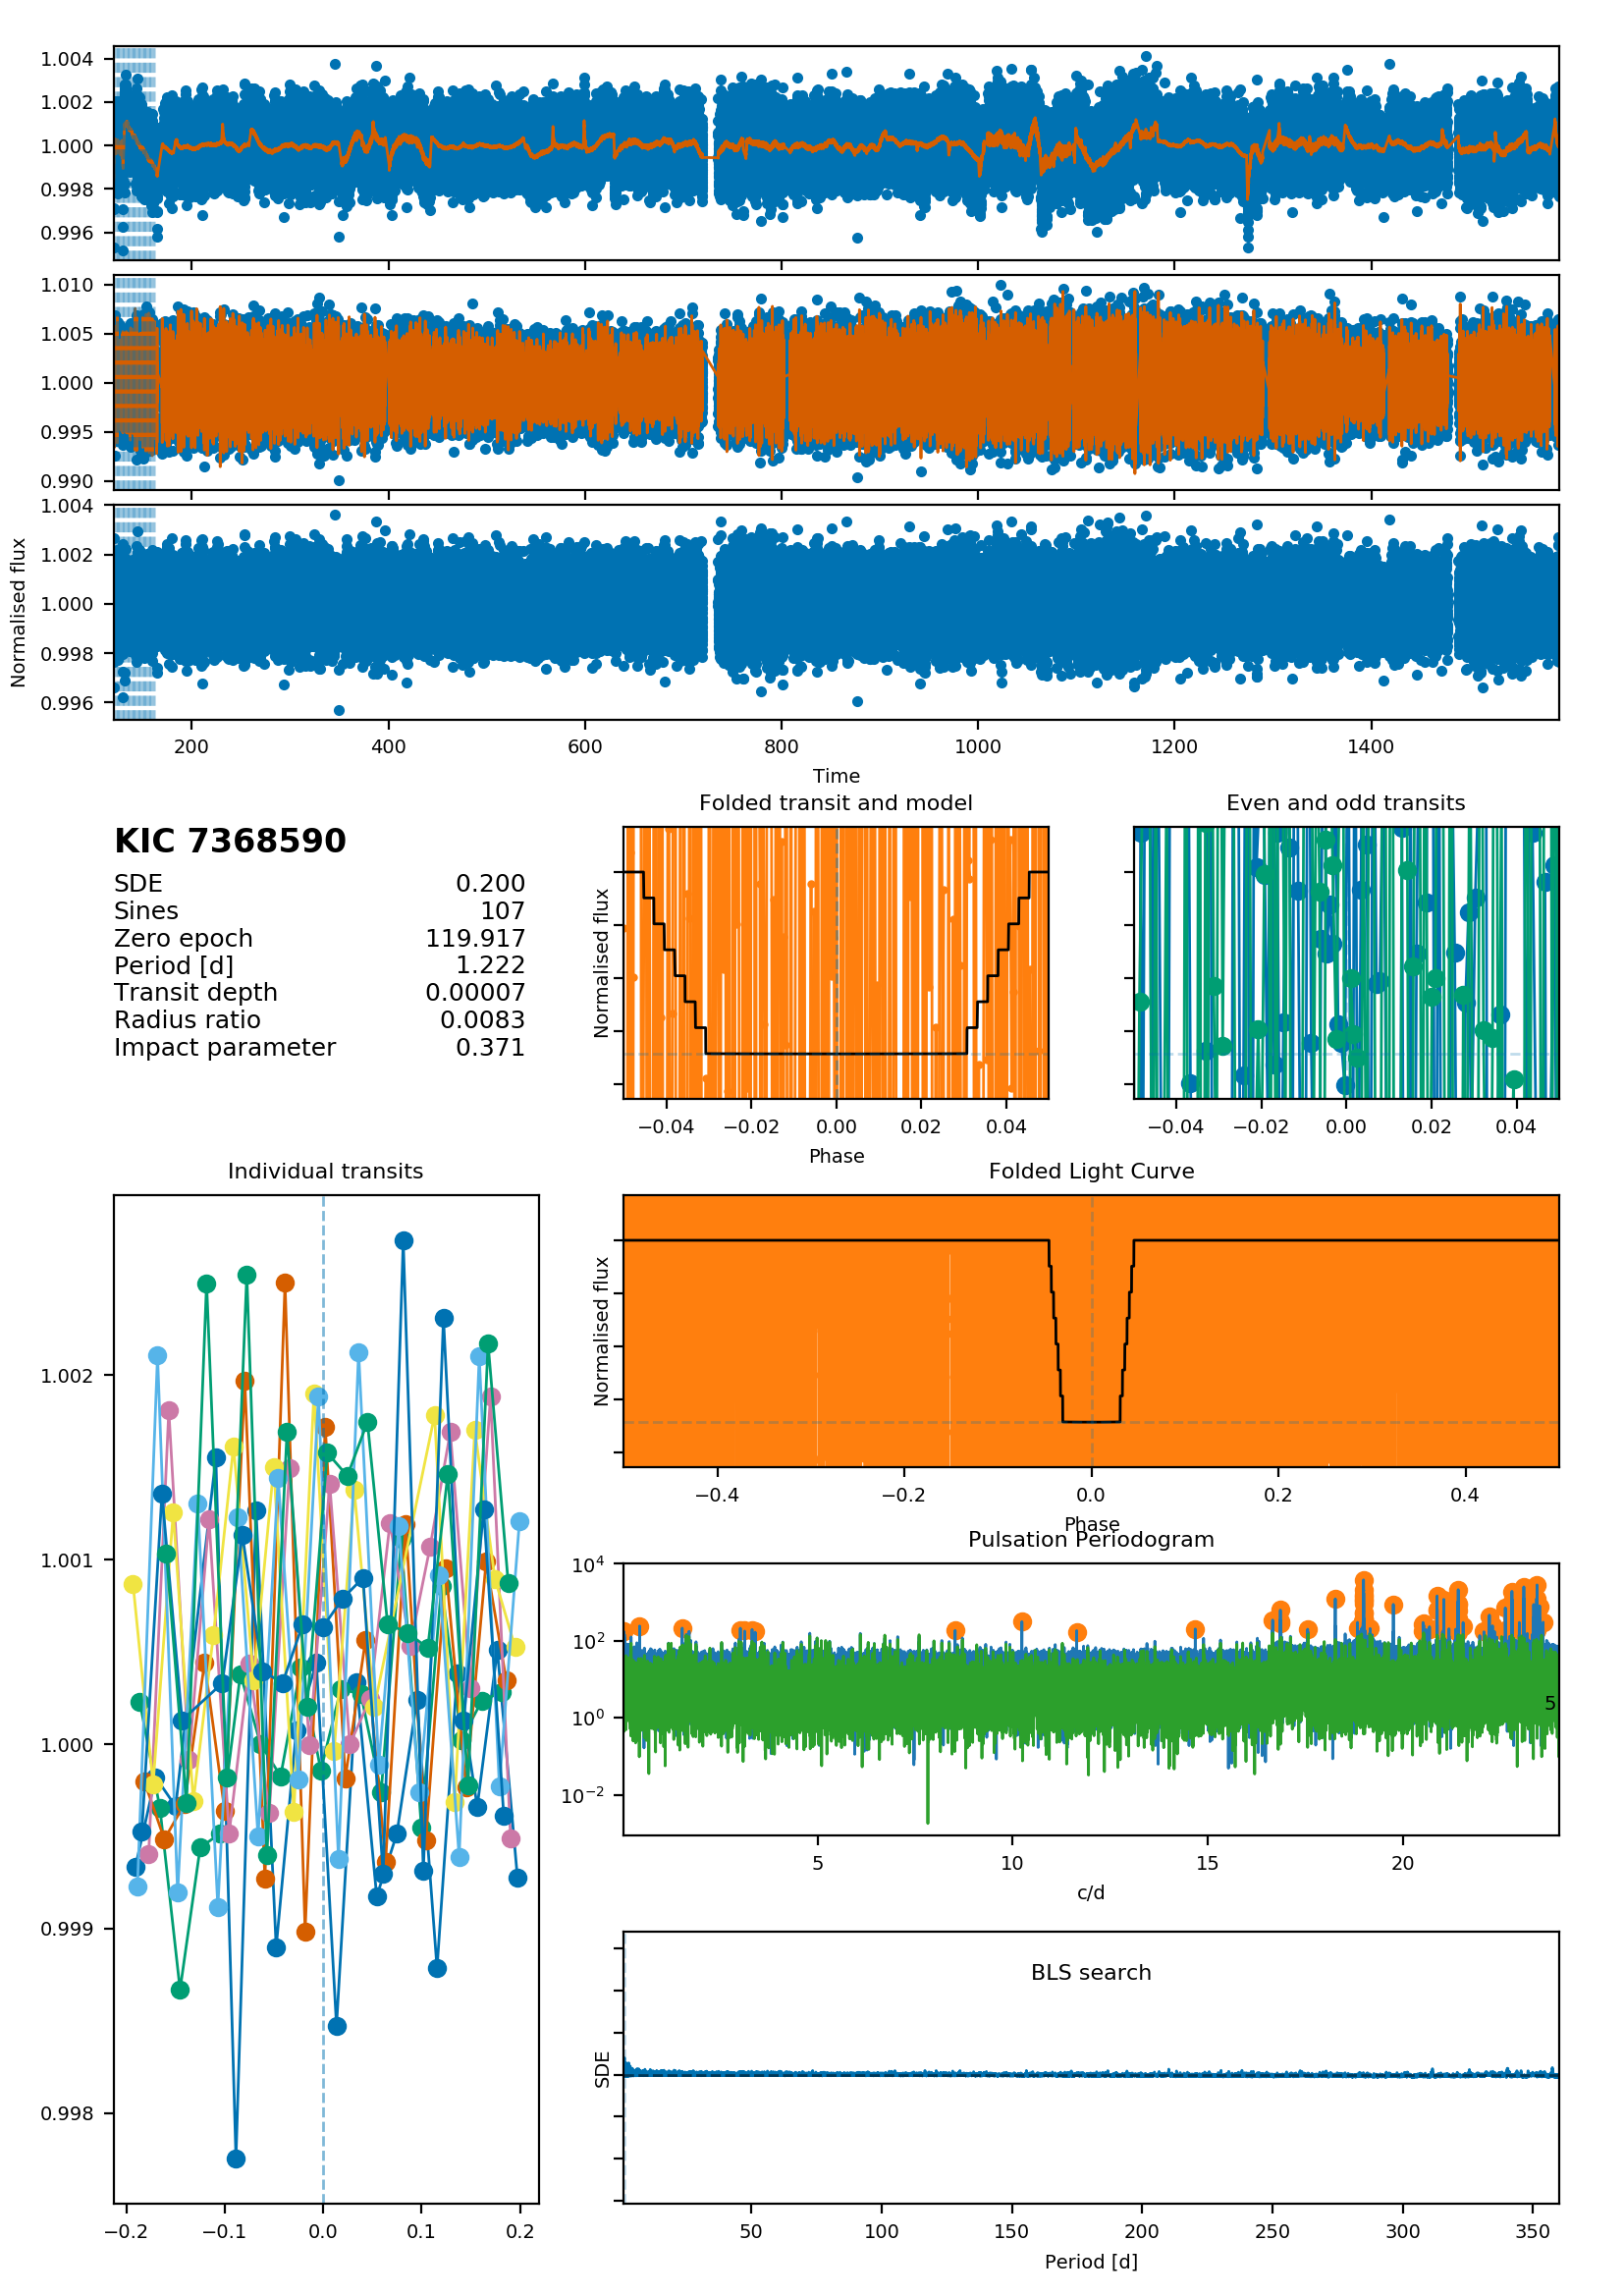 1.004
1.002
1.000
0.998
0.996
1.010
1.005
1.000
0.995
0.990
1.004
1.002
1.000
0.998
0.996
Normalised flux
200 400 600 800 1000 1200 1400
Time
KIC 7368590
SDE 0.200
Sines 107
Zero epoch 119.917
Period [d] 1.222
Transit depth 0.00007
Radius ratio 0.0083
Impact parameter 0.371
Folded transit and model
Normalised flux
−0.04 −0.02 0.00 0.02 0.04
Phase
Even and odd transits
−0.04 −0.02 0.00 0.02 0.04
Individual transits
1.002
1.001
1.000
0.999
0.998
−0.2 −0.1 0.0 0.1 0.2
Folded Light Curve
Normalised flux
−0.4 −0.2 0.0 0.2 0.4
Phase
Pulsation Periodogram
10⁴
10²
10⁰
10⁻²
5
5 10 15 20
c/d
BLS search
SDE
50 100 150 200 250 300 350
Period [d]